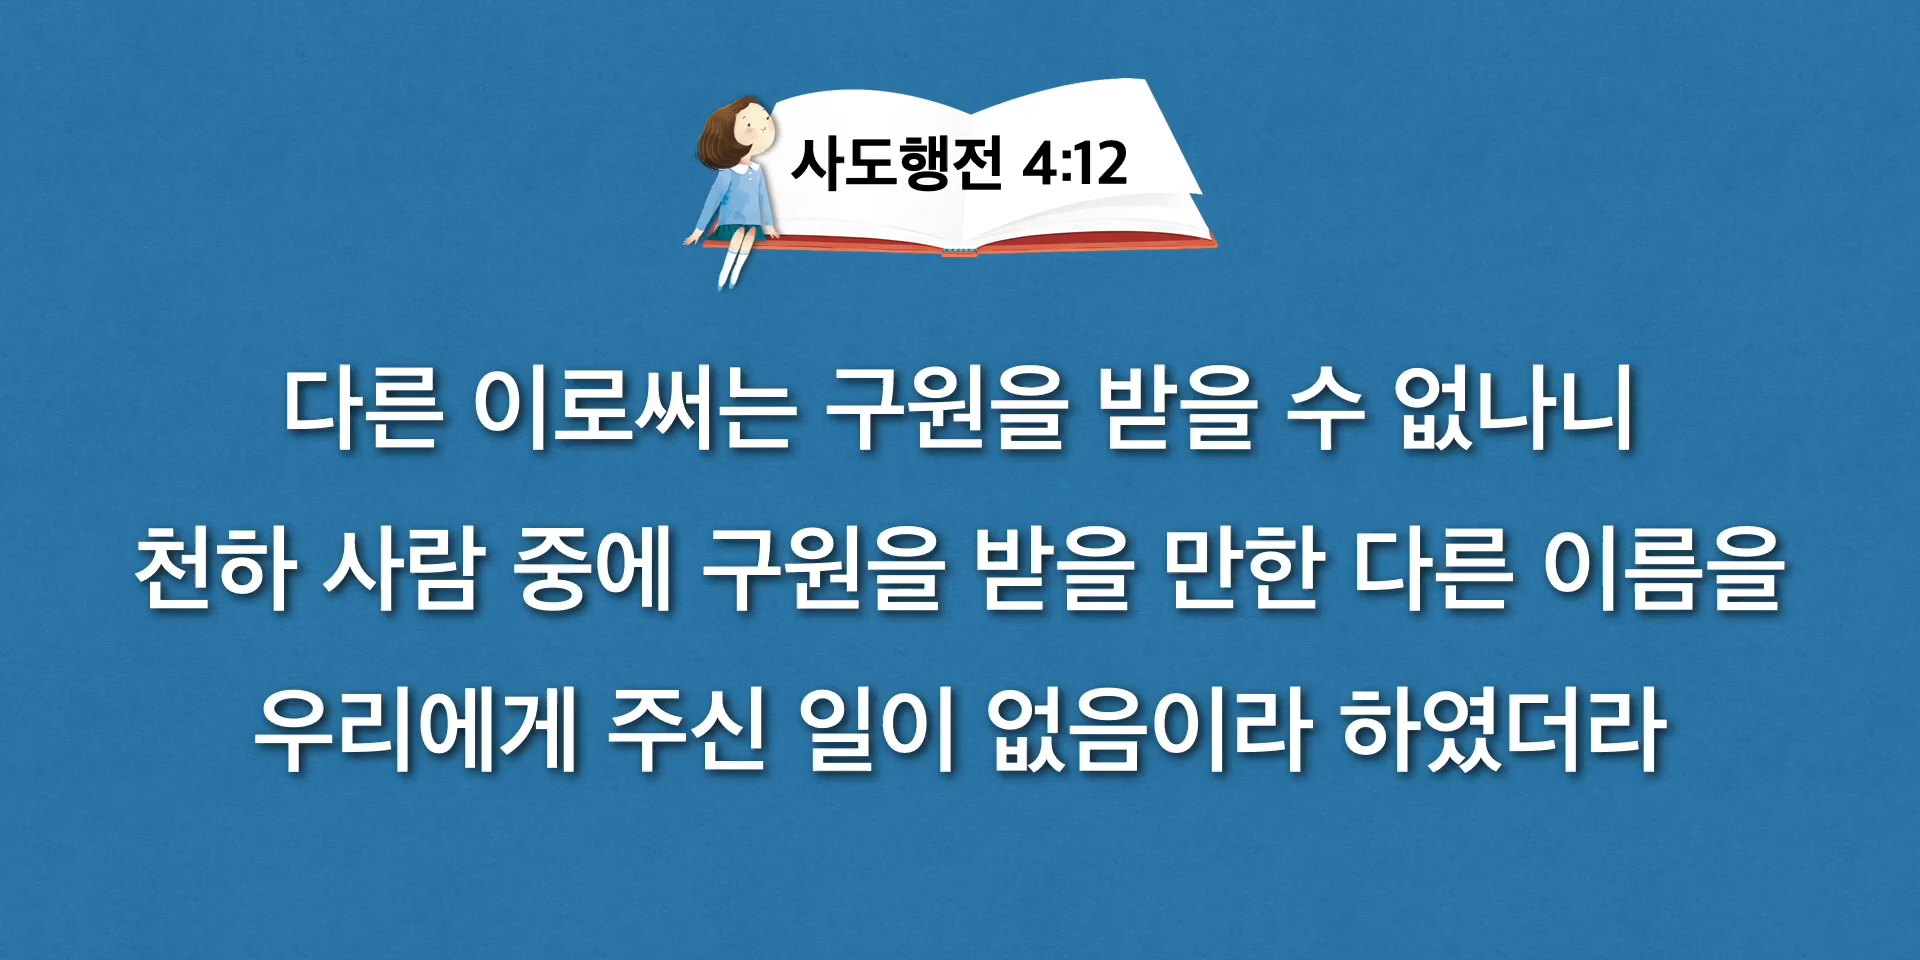 사도행전 4:12
다른 이로써는 구원을 받을 수 없나니
천하 사람 중에 구원을 받을 만한 다른 이름을
우리에게 주신 일이 없음이라 하였더라